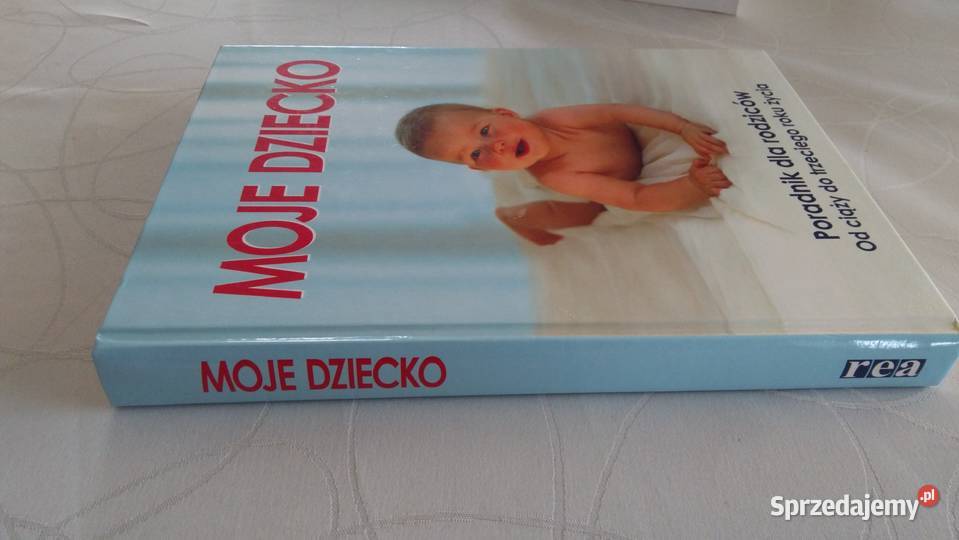 MOJE DZIECKO
Poradnik dla rodziców
Od ciąży do trzeciego roku życia
MOJE DZIECKO
rea
Sprzedajemy.pl